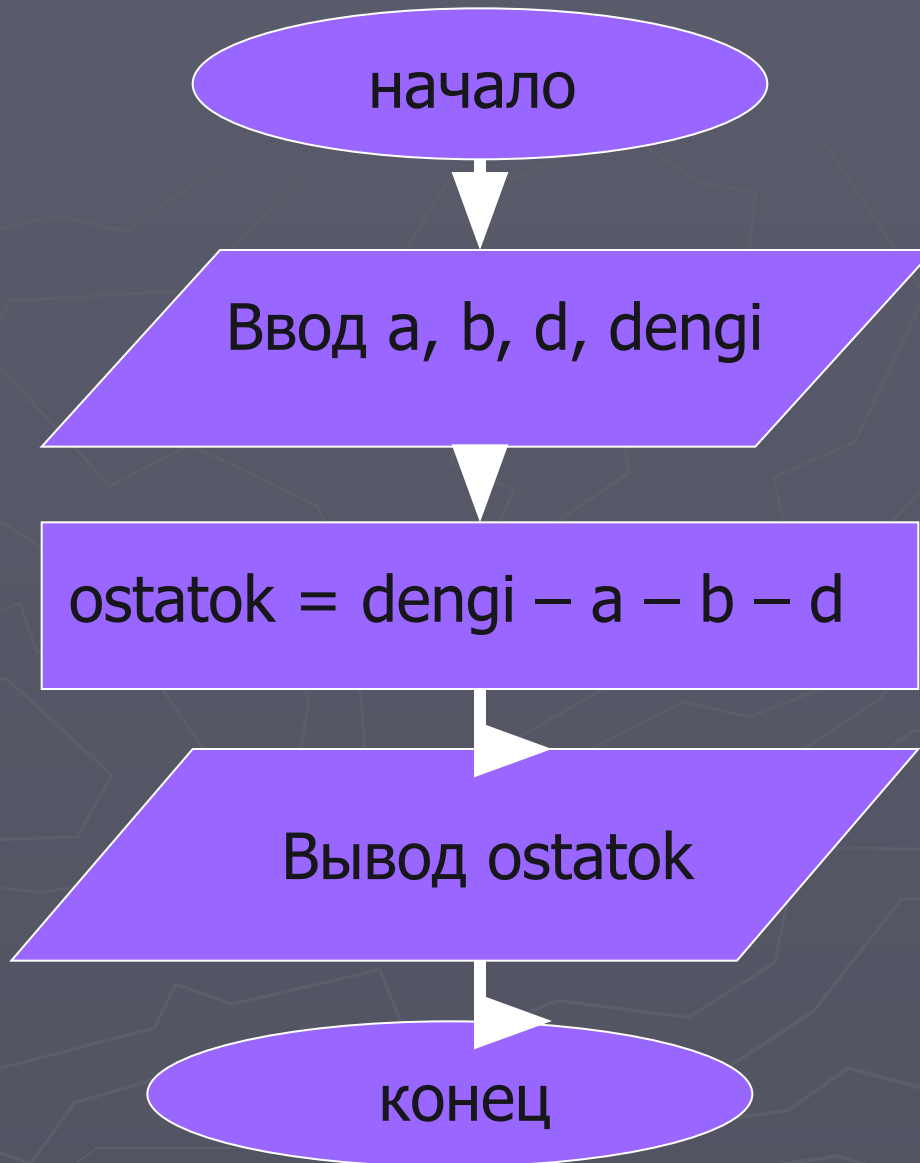 начало
Ввод a, b, d, dengi
ostatok = dengi – a – b – d
Вывод ostatok
конец